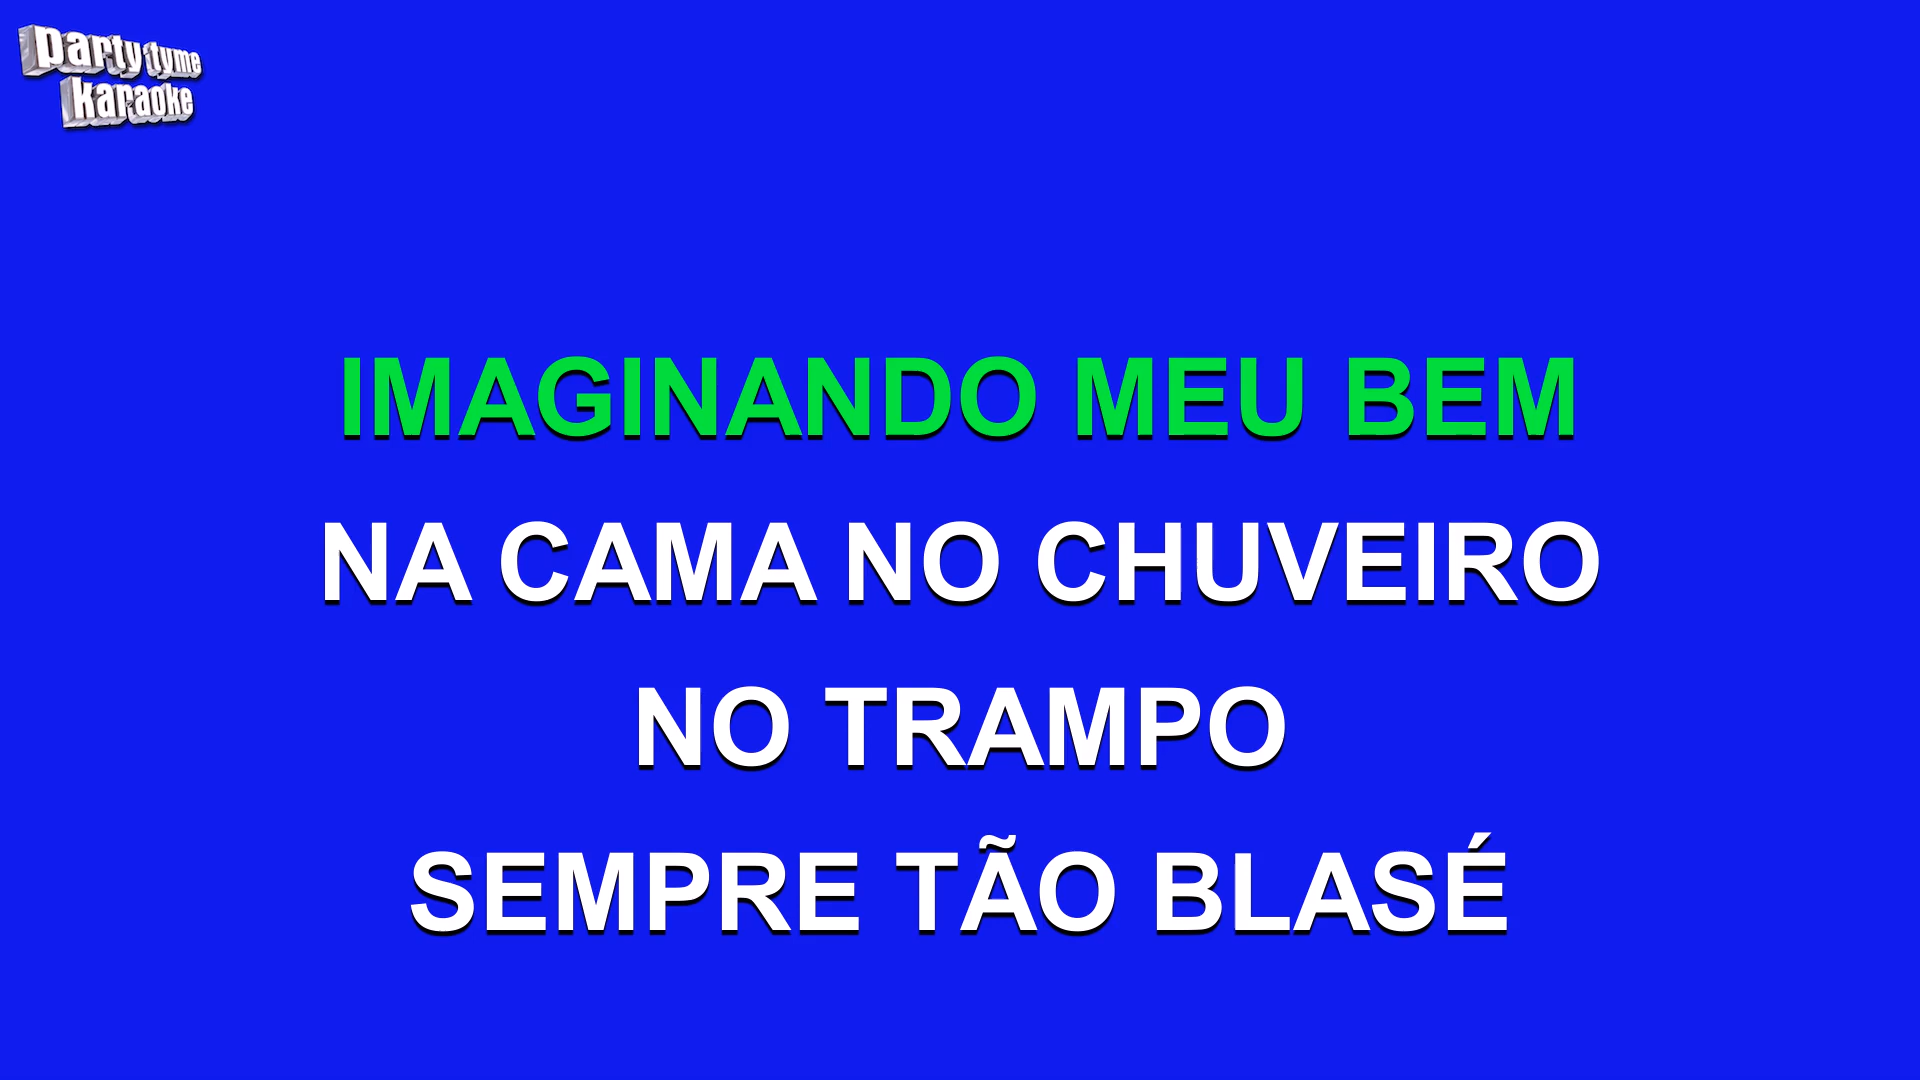 party tyme
karaoke
IMAGINANDO MEU BEM
NA CAMA NO CHUVEIRO
NO TRAMPO
SEMPRE TÃO BLASÉ